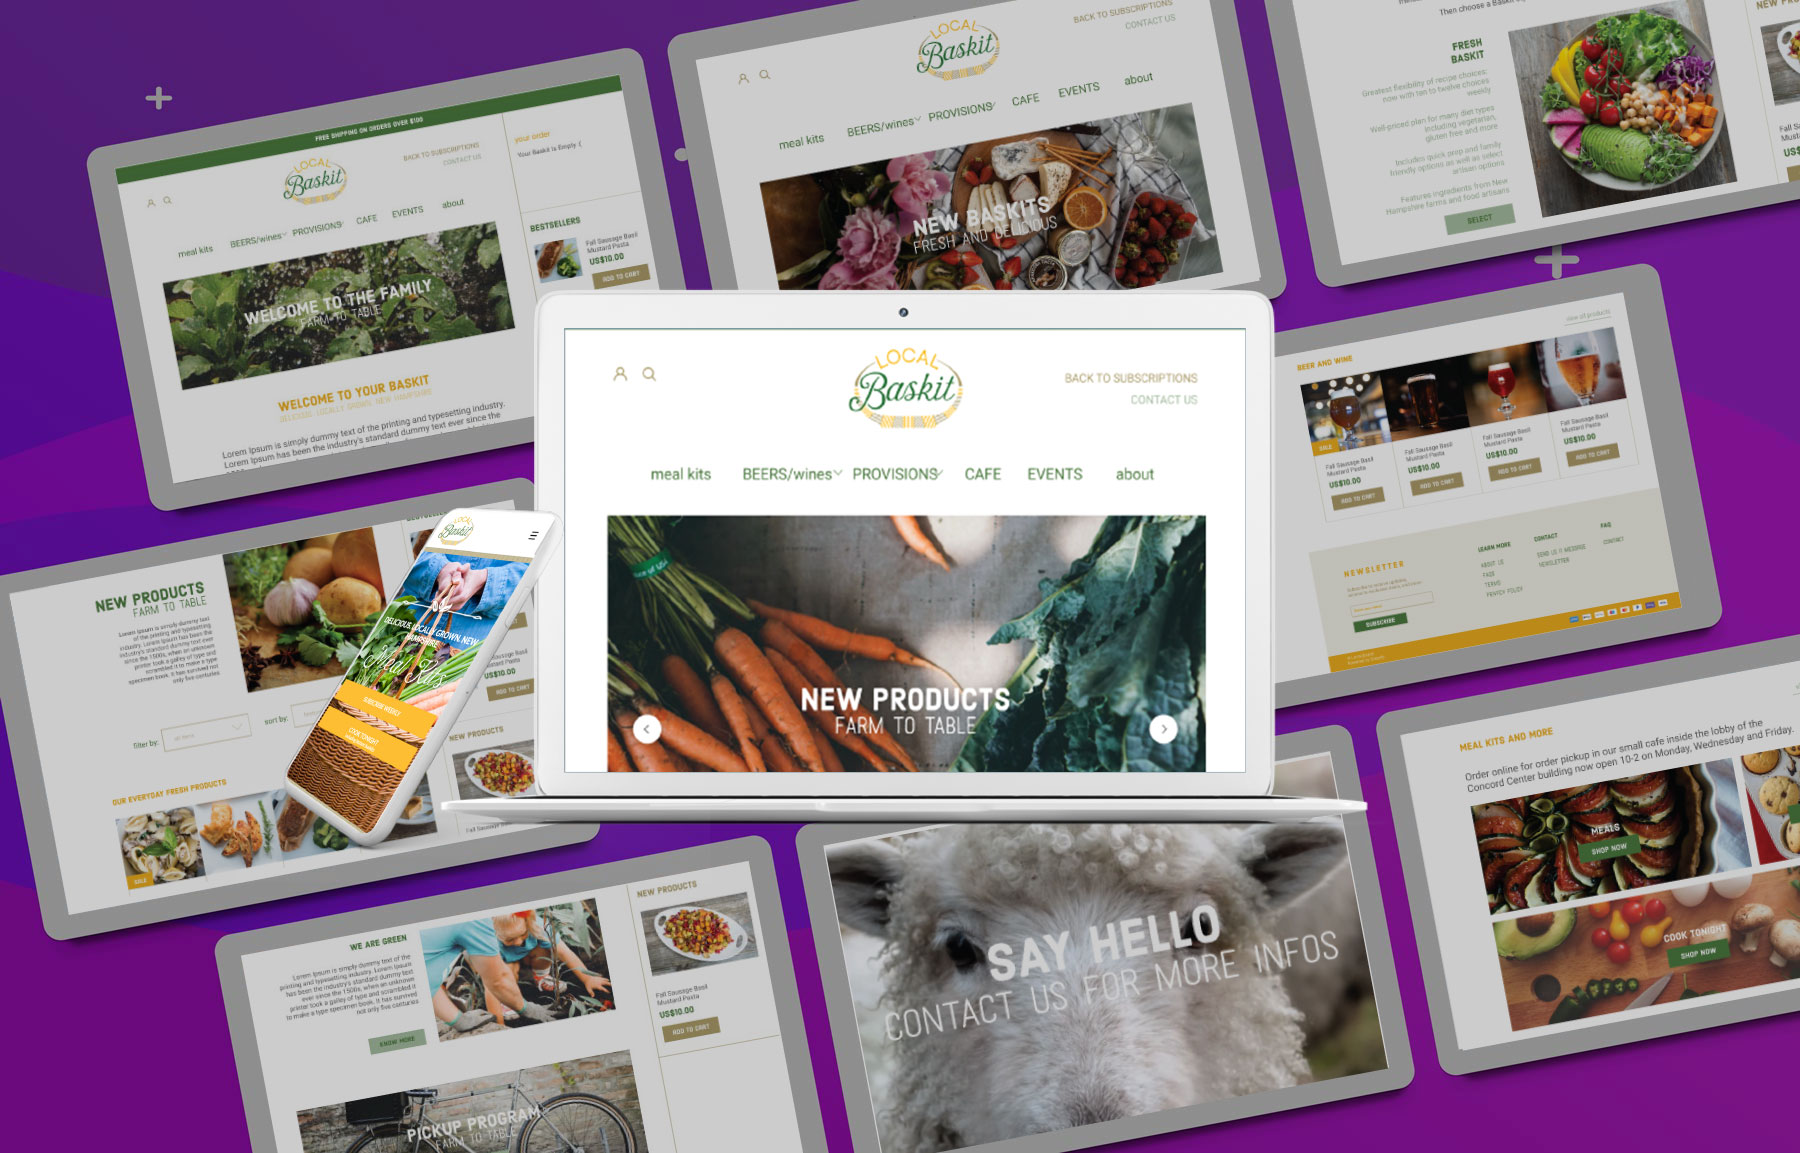 FREE SHIPPING ON ORDERS OVER $100
LOCAL
Baskit
BACK TO SUBSCRIPTIONS
CONTACT US
your order
Your Baskit is Empty :(
meal kits BEERS/wines PROVISIONS CAFE EVENTS about
BESTSELLERS
Fall Sausage Basil
Mustard Pasta
US$10.00
ADD TO CART
WELCOME TO THE FAMILY
FARM TO TABLE
WELCOME TO YOUR BASKIT
DELICIOUS, LOCALLY GROWN, NEW HAMPSHIRE
Lorem Ipsum is simply dummy text of the printing and typesetting industry.
Lorem Ipsum has been the industry's standard dummy text ever since the
LOCAL
Baskit
BACK TO SUBSCRIPTIONS
CONTACT US
meal kits BEERS/wines PROVISIONS CAFE EVENTS about
NEW BASKITS
FRESH AND DELICIOUS
FRESH
BASKIT
Greatest flexibility of recipe choices:
now with tan to twelve choices
weekly
Well-priced plan for many diet types
including vegetarian,
gluten free and more
Includes quick prep and family
friendly options as well as select
artisan options
Features ingredients from New
Hampshire farms and food artisans
SELECT
LOCAL
Baskit
BACK TO SUBSCRIPTIONS
CONTACT US
meal kits BEERS/wines PROVISIONS CAFE EVENTS about
NEW PRODUCTS
FARM TO TABLE
view all products
BEER AND WINE
SALE
Fall Sausage Basil
Mustard Pasta
US$10.00
ADD TO CART
Fall Sausage Basil
Mustard Pasta
US$10.00
ADD TO CART
Fall Sausage Basil
Mustard Pasta
US$10.00
ADD TO CART
Fall Sausage Basil
Mustard Pasta
US$10.00
ADD TO CART
NEWSLETTER
SUBSCRIBE
LEARN MORE
ABOUT US
FAQS
TERMS
PRIVACY POLICY
CONTACT
SEND US A MESSAGE
NEWSLETTER
FAQ
CONTACT
NEW PRODUCTS
FARM TO TABLE
Lorem Ipsum is simply dummy text
of the printing and typesetting
industry. Lorem Ipsum has been the
industry's standard dummy text ever
since the 1500s, when an unknown
printer took a galley of type and
scrambled it to make a type
specimen book. It has survived not
only five centuries
filter by:
sort by:
OUR EVERYDAY FRESH PRODUCTS
SALE
US$10.00
ADD TO CART
NEW PRODUCTS
Baskit
DELICIOUS, LOCALLY GROWN, NEW
HAMPSHIRE
Meal Kits
SUBSCRIBE WEEKLY
COOK TONIGHT
MEAL KITS AND MORE
Order online for order pickup in our small cafe inside the lobby of the
Concord Center building now open 10-2 on Monday, Wednesday and Friday.
MEALS
SHOP NOW
COOK TONIGHT
SHOP NOW
WE ARE GREEN
Lorem Ipsum is simply dummy text of the
printing and typesetting industry. Lorem Ipsum
has been the industry's standard dummy text
ever since the 1500s, when an unknown
printer took a galley of type and scrambled it
to make a type specimen book. It has survived
not only five centuries
KNOW MORE
NEW PRODUCTS
Fall Sausage Basil
Mustard Pasta
US$10.00
ADD TO CART
PICKUP PROGRAM
FARM TO TABLE
SAY HELLO
CONTACT US FOR MORE INFOS